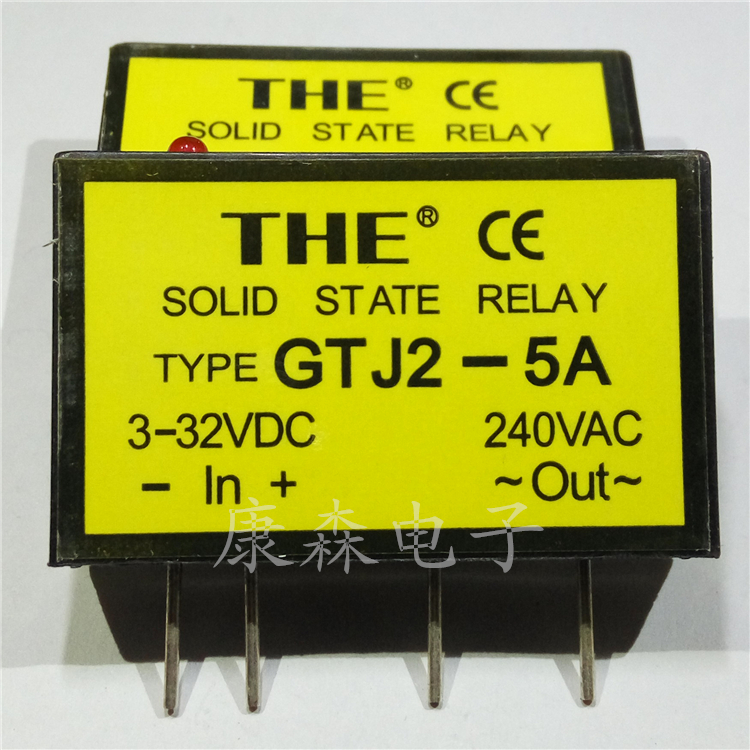 THE® CE
SOLID STATE RELAY
THE® CE
SOLID STATE RELAY
TYPE GTJ2-5A
3-32VDC 240VAC
- In + ~Out~
康森电子